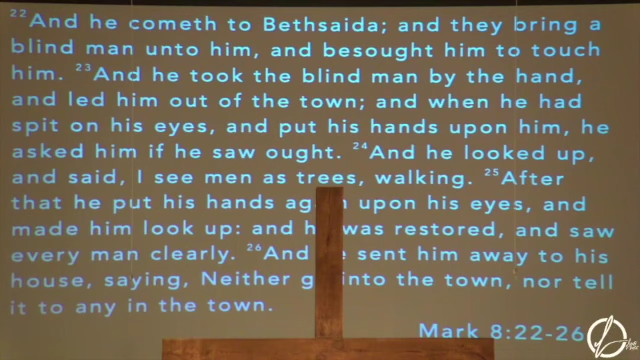 22And he cometh to Bethsaida; and they bring a
blind man unto him, and besought him to touch
him. 23And he took the blind man by the hand,
and led him out of the town; and when he had
spit on his eyes, and put his hands upon him, he
asked him if he saw ought. 24And he looked up,
and said, I see men as trees, walking. 25After
that he put his hands ag n upon his eyes, and
made him look up: and h was restored, and saw
every man clearly. 26And e sent him away to his
house, saying, Neither g into the town, nor tell
it to any in the town.
Mark 8:22-26